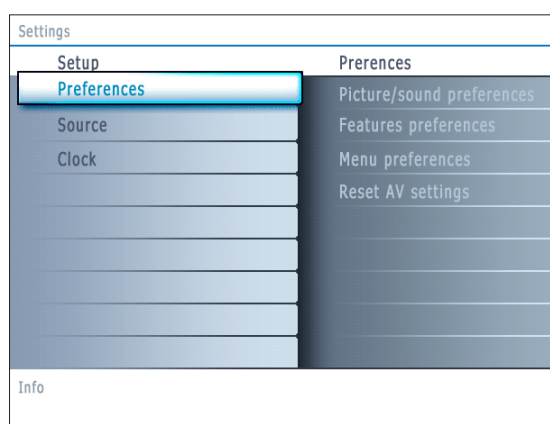 Settings
Setup
Prerences
Preferences
Picture/sound preferences
Source
Features preferences
Clock
Menu preferences
Reset AV settings
Info